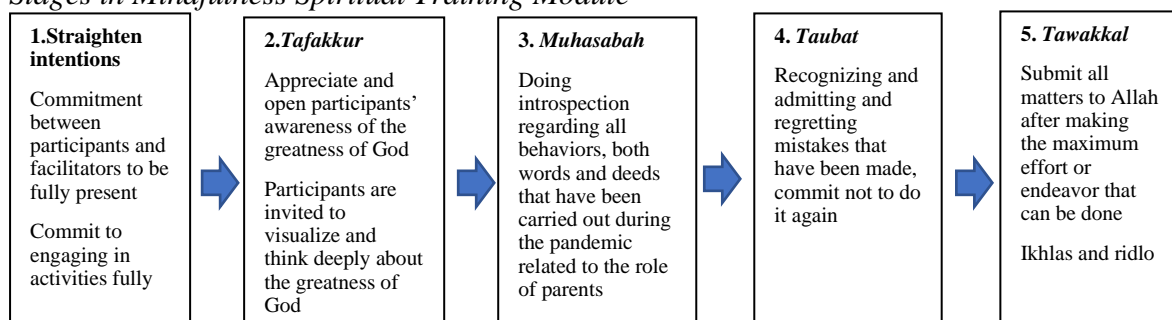 Stages in Mindfulness Spiritual Training Module
1.Straighten
intentions
Commitment
between
participants and
facilitators to be
fully present
Commit to
engaging in
activities fully
2.Tafakkur
Appreciate and
open participants’
awareness of the
greatness of God
Participants are
invited to
visualize and
think deeply about
the greatness of
God
3. Muhasabah
Doing
introspection
regarding all
behaviors, both
words and deeds
that have been
carried out during
the pandemic
related to the role
of parents
4. Taubat
Recognizing and
admitting and
regretting
mistakes that
have been made,
commit not to do
it again
5. Tawakkal
Submit all
matters to Allah
after making
the maximum
effort or
endeavor that
can be done
Ikhlas and ridlo